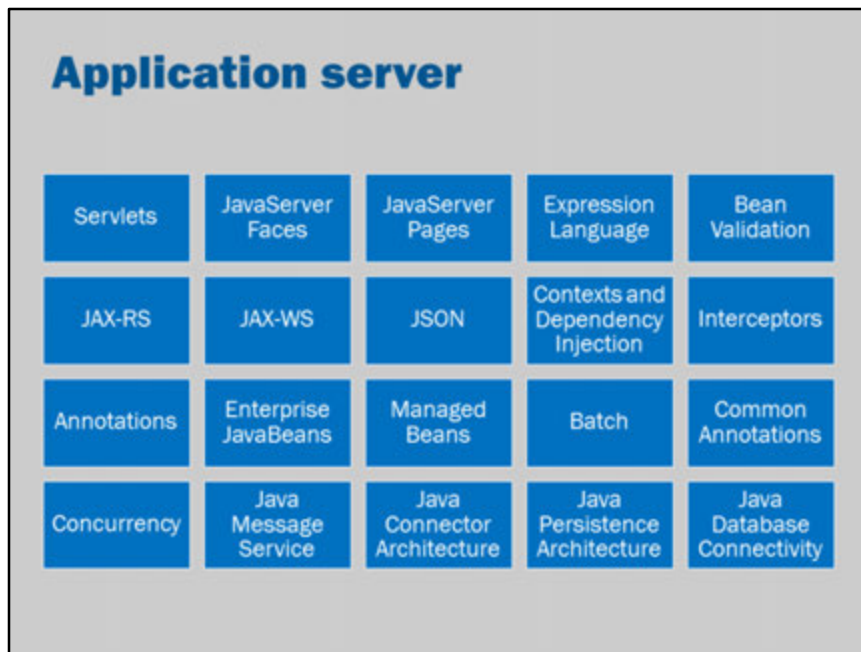 Application server
Servlets
JavaServer
Faces
JavaServer
Pages
Expression
Language
Bean
Validation
JAX-RS
JAX-WS
JSON
Contexts and
Dependency
Injection
Interceptors
Annotations
Enterprise
JavaBeans
Managed
Beans
Batch
Common
Annotations
Concurrency
Java
Message
Service
Java
Connector
Architecture
Java
Persistence
Architecture
Java
Database
Connectivity